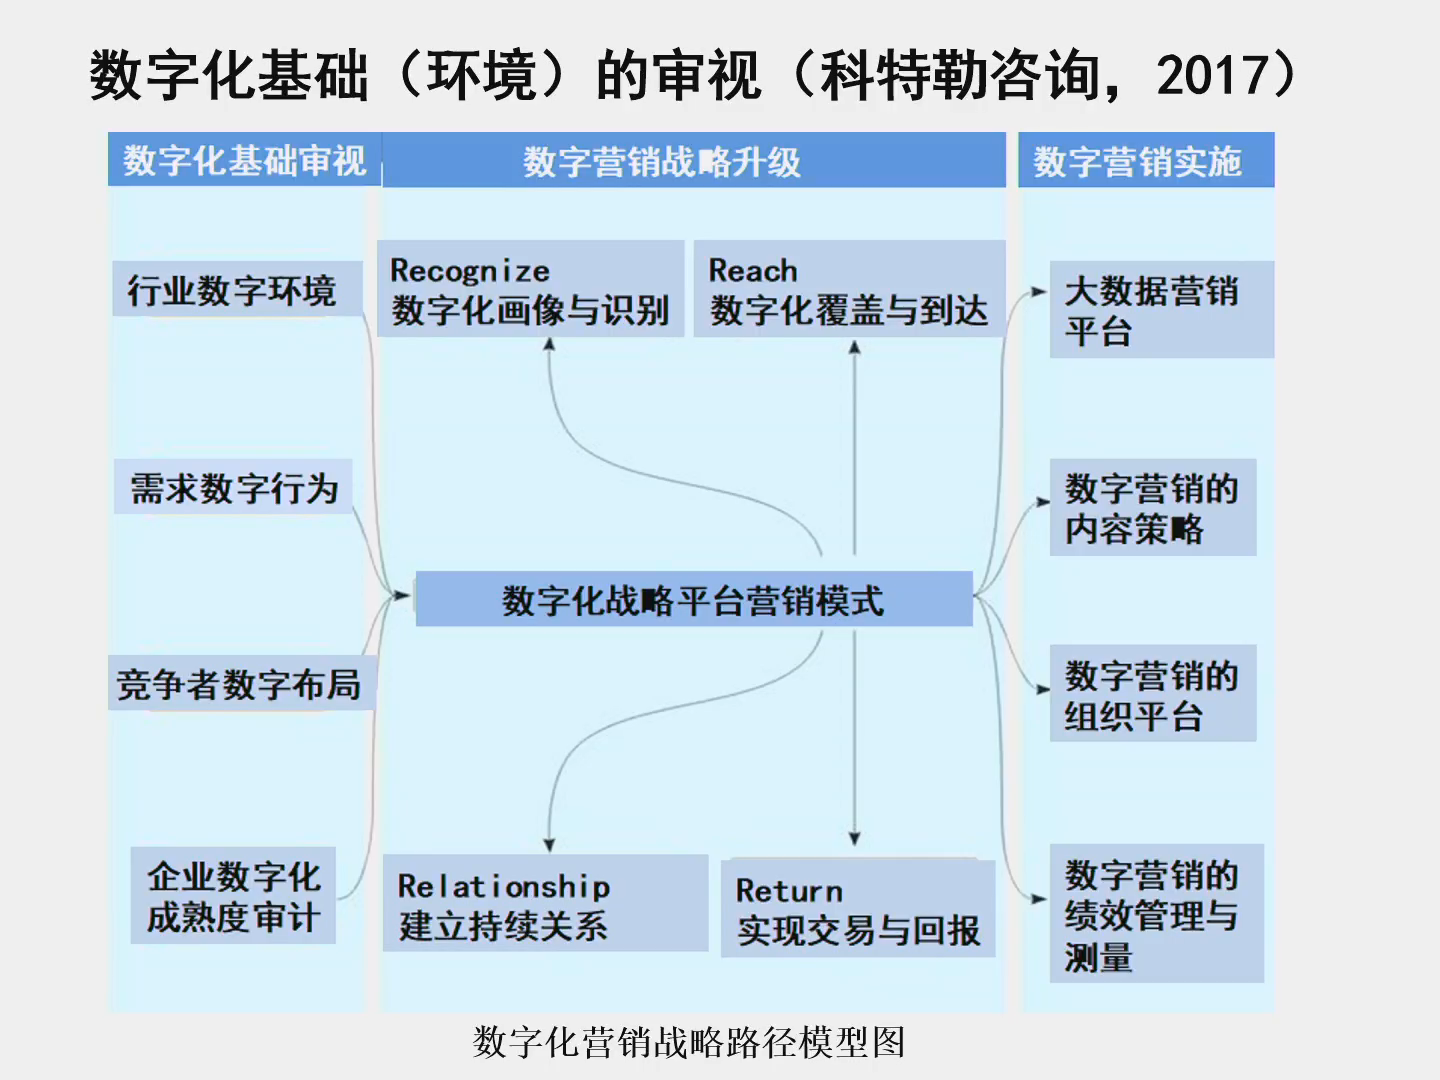 数字化基础（环境）的审视（科特勒咨询，2017）
数字化基础审视
数字营销战略升级
数字营销实施
行业数字环境
需求数字行为
竞争者数字布局
企业数字化
成熟度审计
Recognize
数字化画像与识别
Reach
数字化覆盖与到达
数字化战略平台营销模式
Relationship
建立持续关系
Return
实现交易与回报
大数据营销
平台
数字营销的
内容策略
数字营销的
组织平台
数字营销的
绩效管理与
测量
数字化营销战略路径模型图